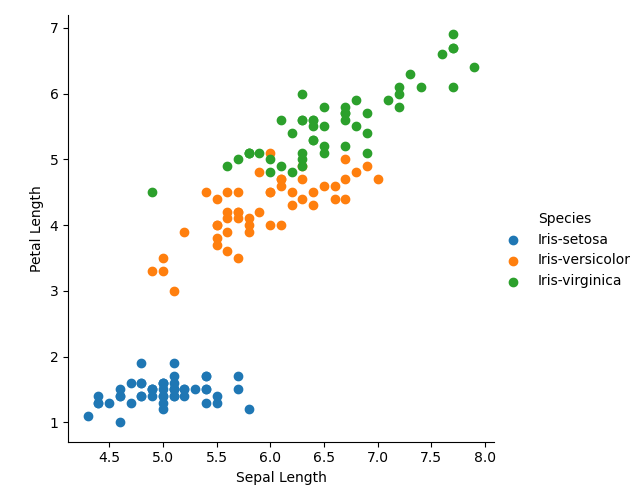 7
6
5
4
3
2
1
Petal Length
4.5 5.0 5.5 6.0 6.5 7.0 7.5 8.0
Sepal Length
Species
Iris-setosa
Iris-versicolor
Iris-virginica